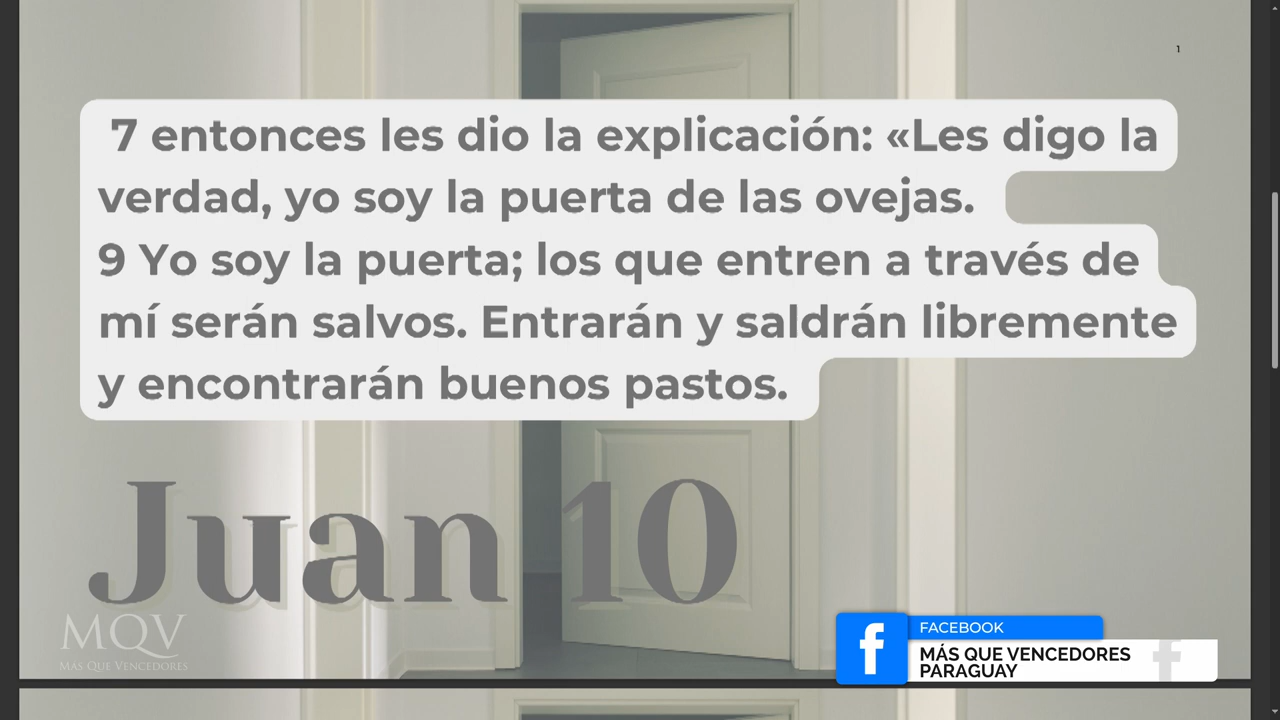 1
7 entonces les dio la explicación: «Les digo la
verdad, yo soy la puerta de las ovejas.
9 Yo soy la puerta; los que entren a través de
mí serán salvos. Entrarán y saldrán libremente
y encontrarán buenos pastos.
Juan 10
MQV
MÁS QUE VENCEDORES
FACEBOOK
MÁS QUE VENCEDORES
PARAGUAY